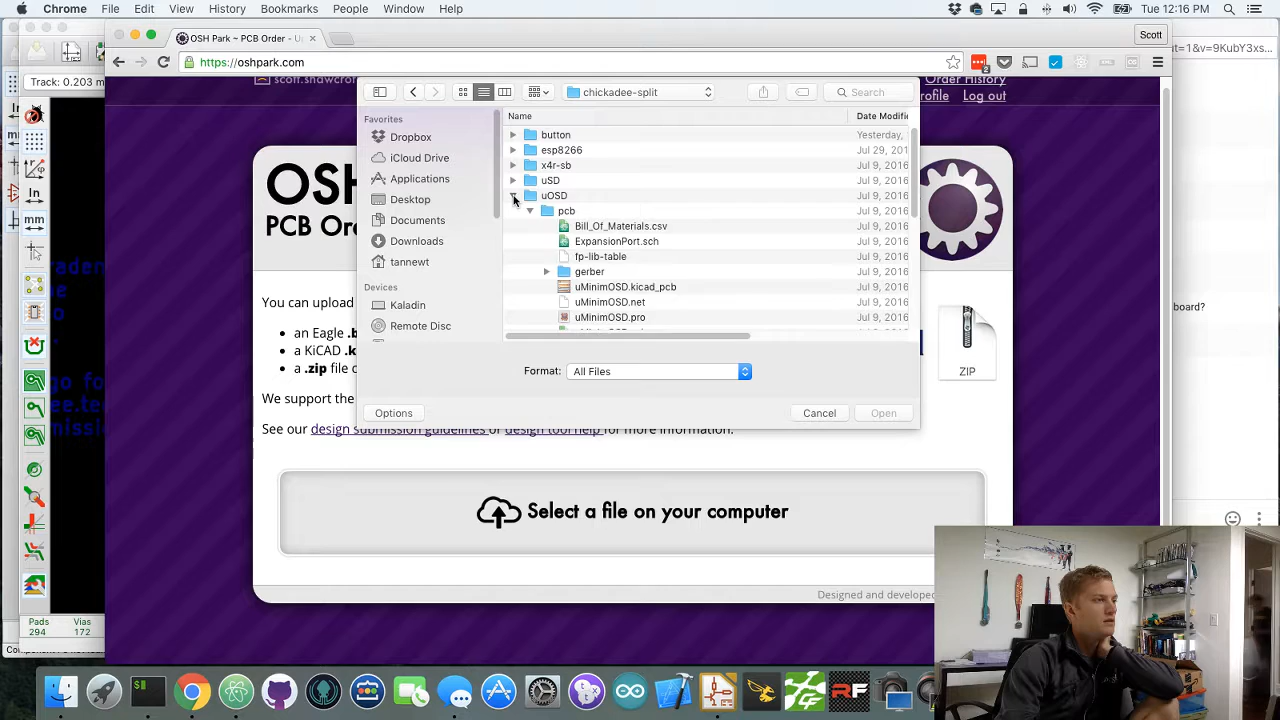 Chrome File Edit View History Bookmarks People Window Help
Tue 12:16 PM
OSH Park ~ PCB Order - U
Scott
https://oshpark.com
Track: 0.203 m
chickadee-split
Search
Order History
Log out
Favorites
Dropbox
iCloud Drive
Applications
Desktop
Documents
Downloads
tannewt
Devices
Kaladin
Remote Disc
Name
Date Modifi
button
Yesterday,
esp8266
Jul 29, 201
x4r-sb
Jul 9, 2016
uSD
Jul 9, 2016
uOSD
Jul 9, 2016
pcb
Jul 9, 2016
Bill_Of_Materials.csv
Jul 9, 2016
ExpansionPort.sch
Jul 9, 2016
fp-lib-table
Jul 9, 2016
gerber
Jul 9, 2016
uMinimOSD.kicad_pcb
Jul 9, 2016
uMinimOSD.net
Jul 9, 2016
uMinimOSD.pro
Jul 9, 2016
Format: All Files
Options
Cancel
Open
OSH
PCB Orde
You can upload
an Eagle .b
a KiCAD .k
a .zip file c
We support the
See our design submission guidelines or design tool help for more information.
ZIP
board?
Select a file on your computer
Designed and develope
In
mm
Pads
294
Vias
172
RF